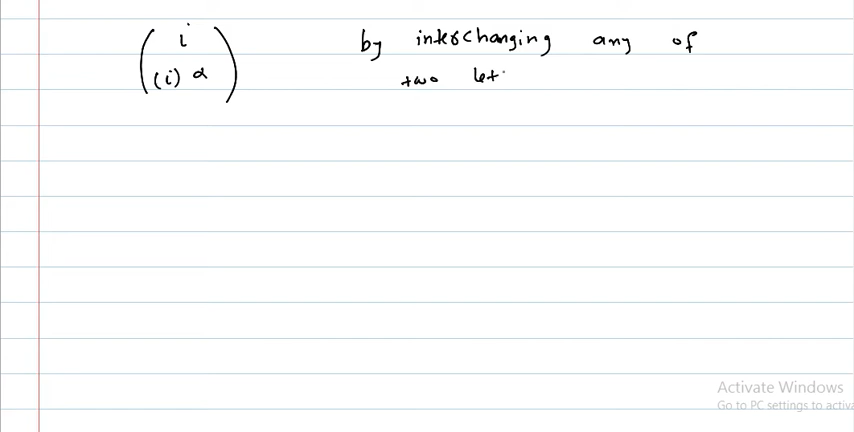 ( i
(i) α ) by interchanging any of
two let
Activate Windows
Go to PC settings to activa